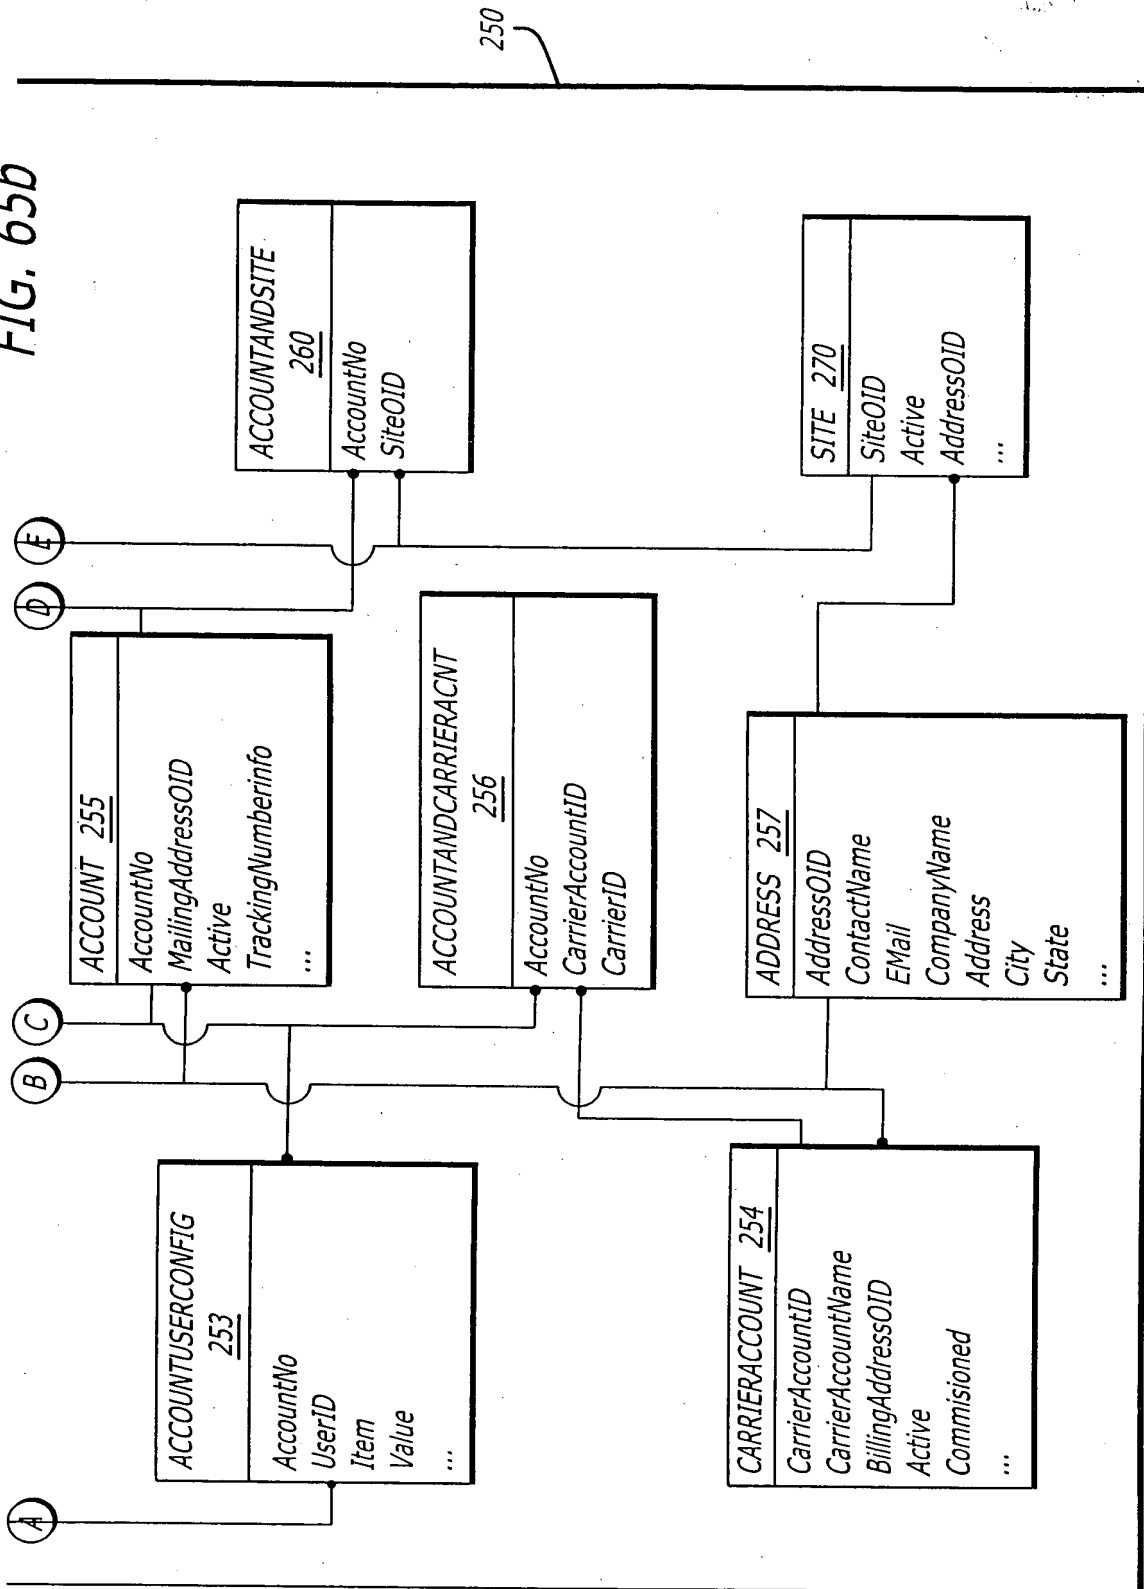 FIG. 65b
250
A
B
C
D
E
ACCOUNTUSERCONFIG
253
AccountNo
UserID
Item
Value
...
ACCOUNT 255
AccountNo
MailingAddressOID
Active
TrackingNumberinfo
...
ACCOUNTANDSITE
260
AccountNo
SiteOID
ACCOUNTANDCARRIERACNT
256
AccountNo
CarrierAccountID
CarrierID
CARRIERACCOUNT 254
CarrierAccountID
CarrierAccountName
BillingAddressOID
Active
Commisioned
...
ADDRESS 257
AddressOID
ContactName
EMail
CompanyName
Address
City
State
...
SITE 270
SiteOID
Active
AddressOID
...